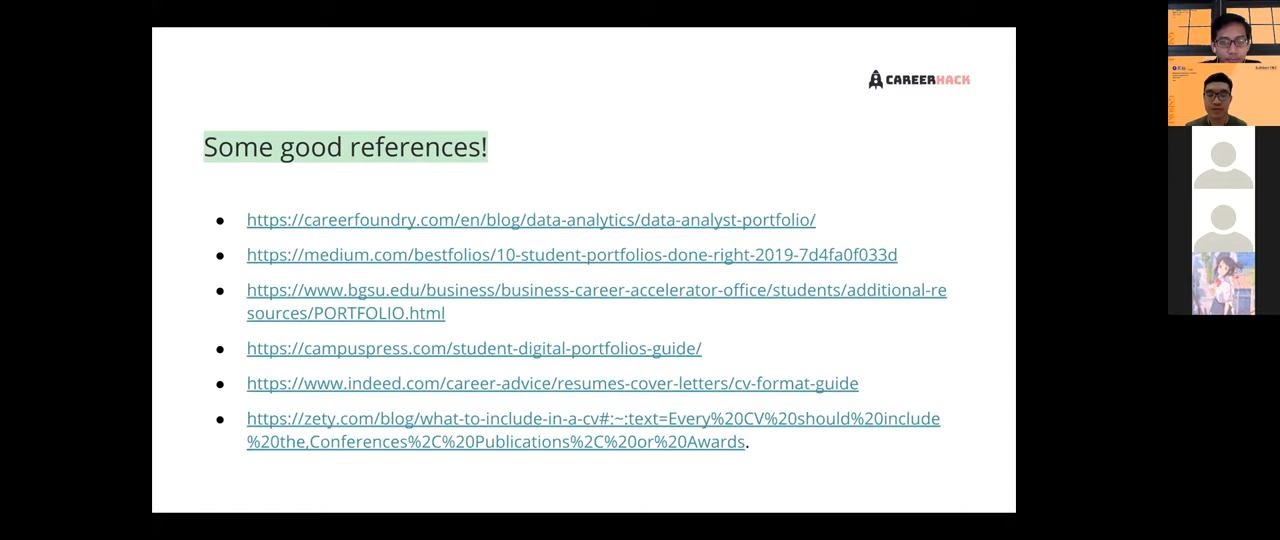 CAREERHACK
Some good references!
● https://careerfoundry.com/en/blog/data-analytics/data-analyst-portfolio/
● https://medium.com/bestfolios/10-student-portfolios-done-right-2019-7d4fa0f033d
● https://www.bgsu.edu/business/business-career-accelerator-office/students/additional-re
sources/PORTFOLIO.html
● https://campuspress.com/student-digital-portfolios-guide/
● https://www.indeed.com/career-advice/resumes-cover-letters/cv-format-guide
● https://zety.com/blog/what-to-include-in-a-cv#:~:text=Every%20CV%20should%20include
%20the,Conferences%2C%20Publications%2C%20or%20Awards.